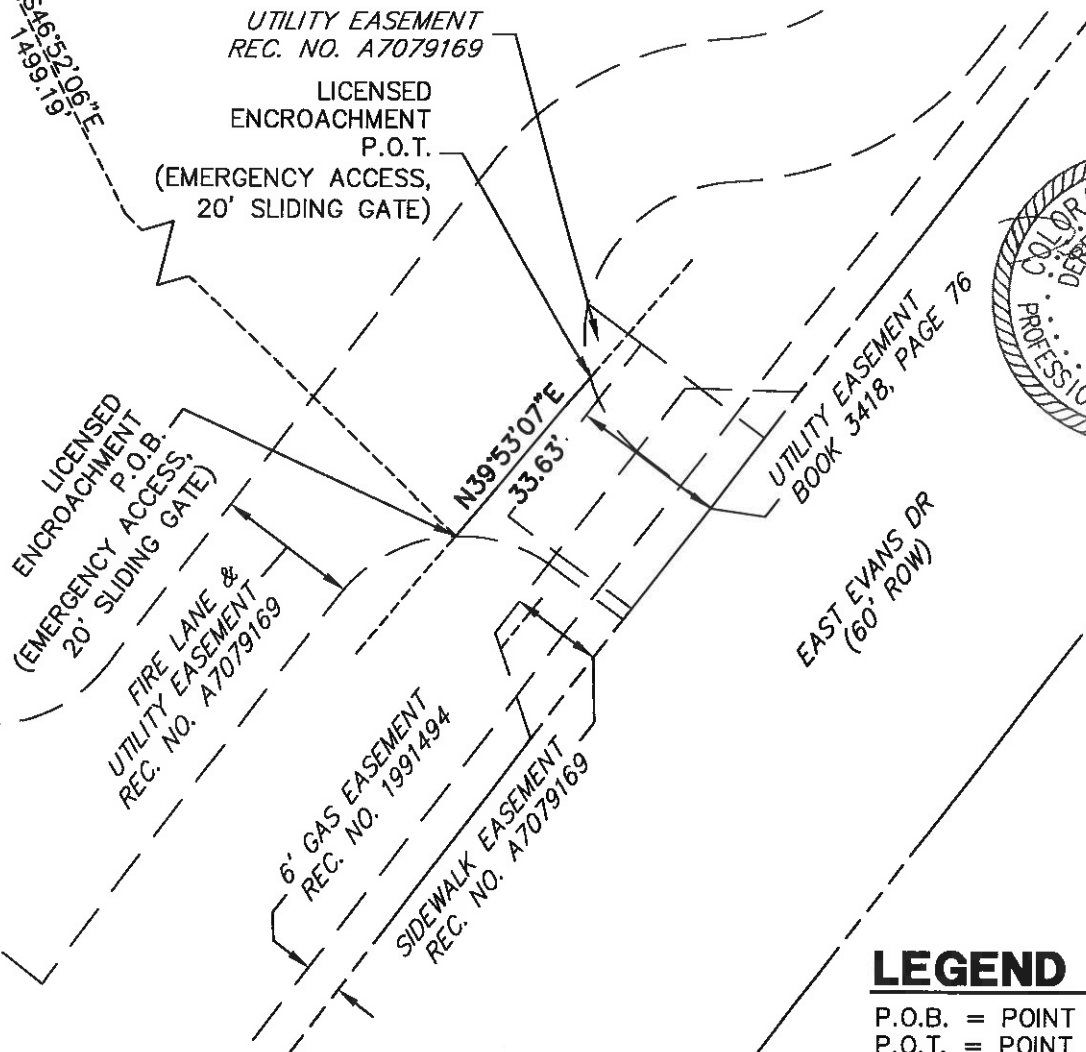 S46°52'06"E
1499.19'
UTILITY EASEMENT
REC. NO. A7079169
LICENSED
ENCROACHMENT
P.O.T.
(EMERGENCY ACCESS,
20' SLIDING GATE)
LICENSED
ENCROACHMENT
P.O.B.
(EMERGENCY ACCESS,
20' SLIDING GATE)
N39°53'07"E
33.63'
UTILITY EASEMENT
BOOK 3418, PAGE 76
EAST EVANS DR
(60' ROW)
FIRE LANE &
UTILITY EASEMENT
REC. NO. A7079169
6' GAS EASEMENT
REC. NO. 1991494
SIDEWALK EASEMENT
REC. NO. A7079169
LEGEND
P.O.B. = POINT
P.O.T. = POINT